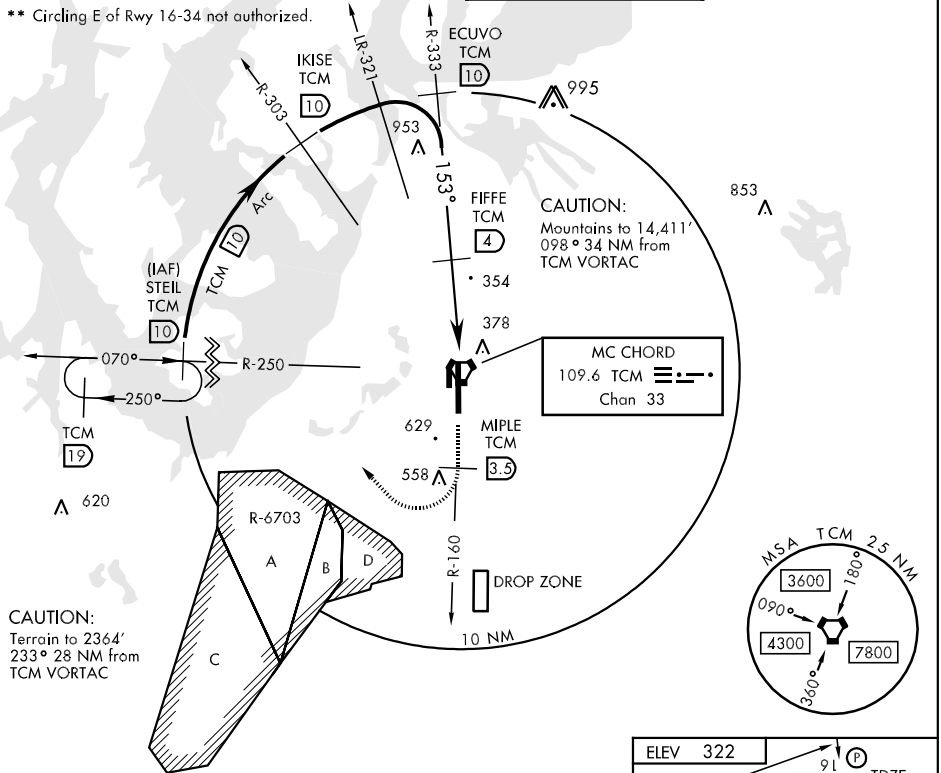 ** Circling E of Rwy 16-34 not authorized.
IKISE
TCM
10
LR-321
R-333
ECUVO
TCM
10
995
R-303
953
153°
853
FIFFE
TCM
4
CAUTION:
Mountains to 14,411'
098° 34 NM from
TCM VORTAC
354
378
TCM 10 Arc
(IAF)
STEIL
TCM
10
070°
R-250
250°
TCM
19
MC CHORD
109.6 TCM
Chan 33
629
MIPLE
TCM
3.5
558
620
R-6703
A
B
D
C
R-160
DROP ZONE
10 NM
CAUTION:
Terrain to 2364'
233° 28 NM from
TCM VORTAC
MSA TCM 25 NM
3600
180°
090°
4300
7800
360°
ELEV 322
16
P
TDZE